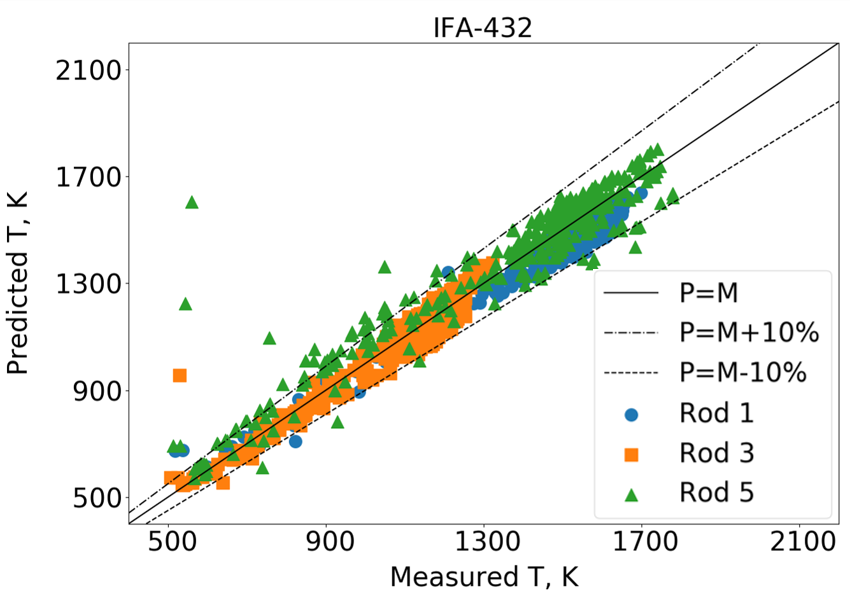 IFA-432
2100
1700
1300
900
500
Predicted T, K
500 900 1300 1700 2100
Measured T, K
P=M
P=M+10%
P=M-10%
Rod 1
Rod 3
Rod 5